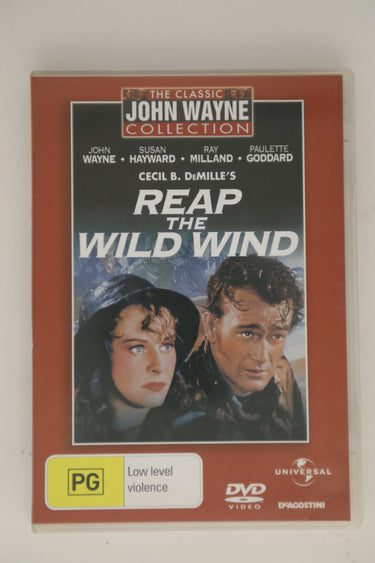 THE CLASSIC
JOHN WAYNE
COLLECTION
JOHN WAYNE • SUSAN HAYWARD • RAY MILLAND • PAULETTE GODDARD
CECIL B. DeMILLE'S
REAP
THE
WILD WIND
PG
Low level
violence
DVD
VIDEO
UNIVERSAL
DeAGOSTINI